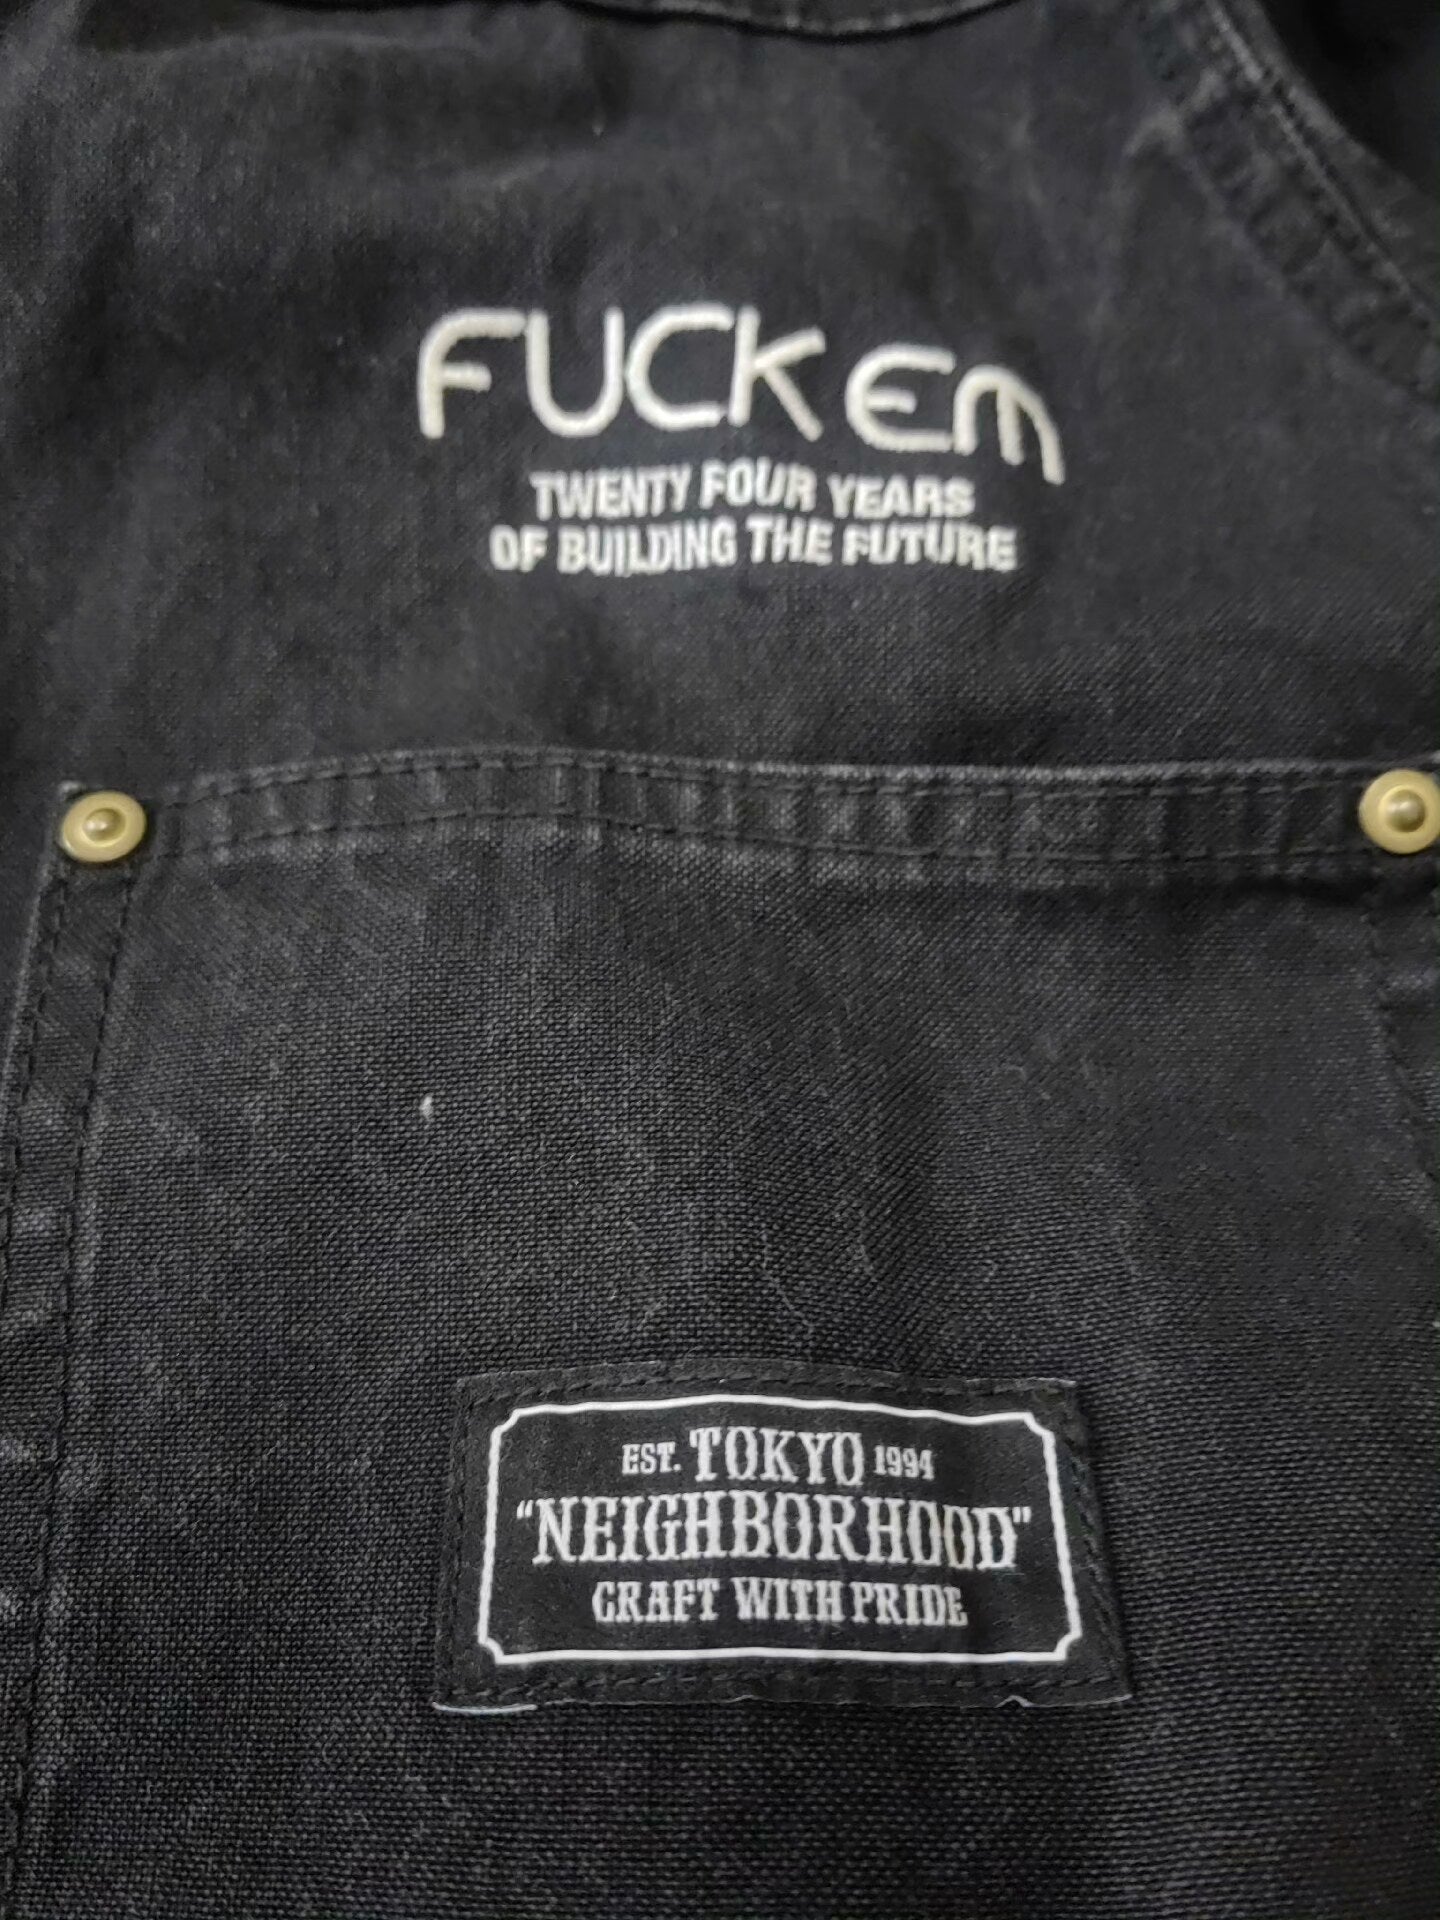 FUCK EM
TWENTY FOUR YEARS
OF BUILDING THE FUTURE
EST. TOKYO 1994
"NEIGHBORHOOD"
CRAFT WITH PRIDE